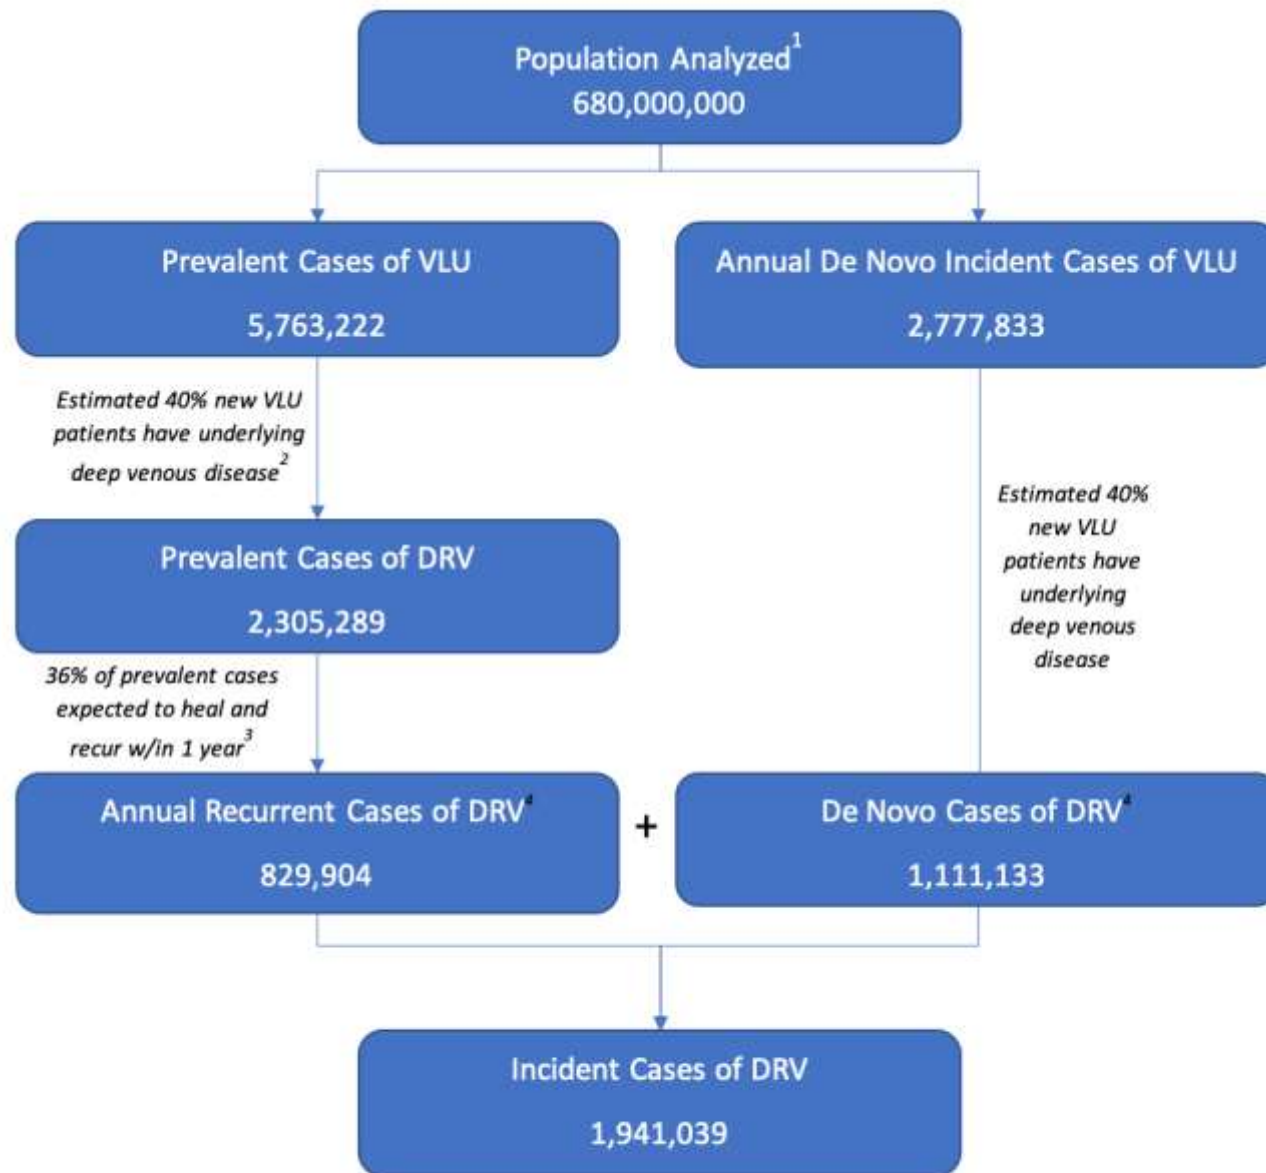 Population Analyzed1
680,000,000
Prevalent Cases of VLU
5,763,222
Annual De Novo Incident Cases of VLU
2,777,833
Estimated 40% new VLU
patients have underlying
deep venous disease2
Prevalent Cases of DRV
2,305,289
Estimated 40%
new VLU
patients have
underlying
deep venous
disease
36% of prevalent cases
expected to heal and
recur w/in 1 year3
Annual Recurrent Cases of DRV4
829,904
+
De Novo Cases of DRV4
1,111,133
Incident Cases of DRV
1,941,039